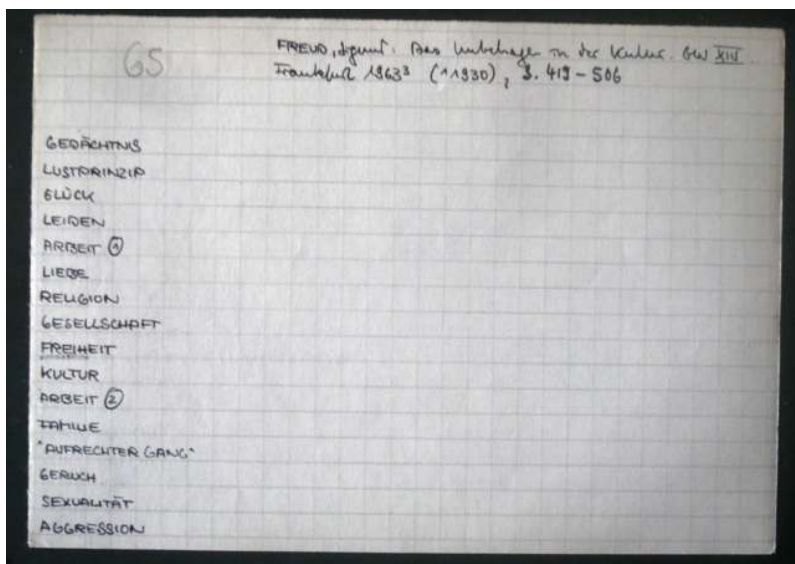 GS
FREUD, Sigmund. Das Unbehagen in der Kultur. GW XIV.
Frankfurt 1963³ (¹1930), S. 419 - 506
GEDÄCHTNIS
LUSTPRINZIP
GLÜCK
LEIDEN
ARBEIT ①
LIEBE
RELIGION
GESELLSCHAFT
FREIHEIT
KULTUR
ARBEIT ②
FAMILIE
"AUFRECHTER GANG"
GERUCH
SEXUALITÄT
AGGRESSION